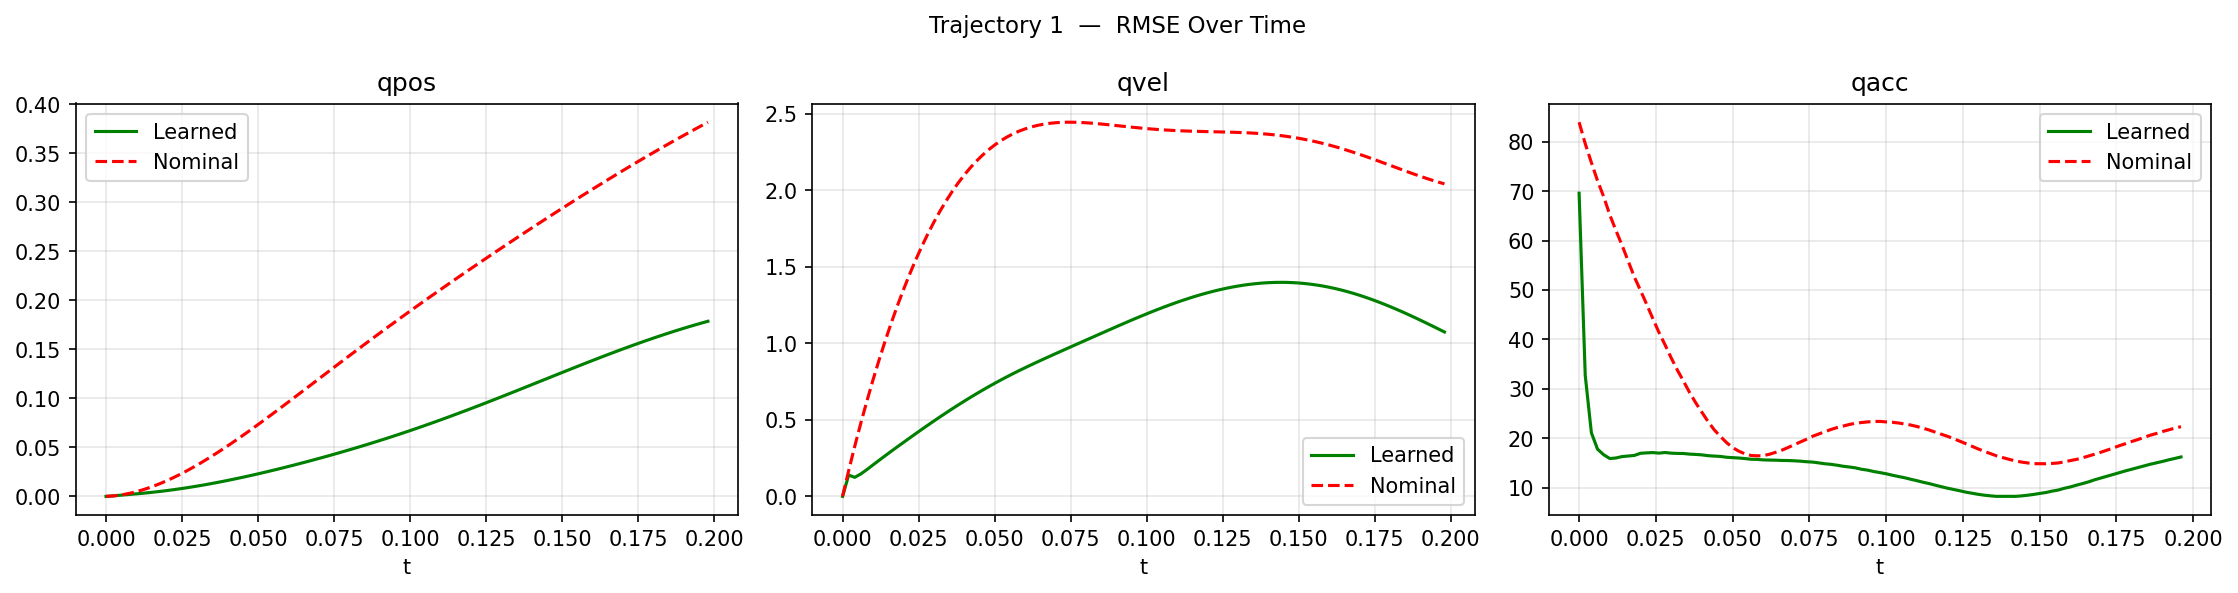 Trajectory 1 — RMSE Over Time
qpos
0.40
0.35
0.30
0.25
0.20
0.15
0.10
0.05
0.00
Learned
Nominal
0.000 0.025 0.050 0.075 0.100 0.125 0.150 0.175 0.200
t
qvel
2.5
2.0
1.5
1.0
0.5
0.0
Learned
Nominal
0.000 0.025 0.050 0.075 0.100 0.125 0.150 0.175 0.200
t
qacc
80
70
60
50
40
30
20
10
Learned
Nominal
0.000 0.025 0.050 0.075 0.100 0.125 0.150 0.175 0.200
t